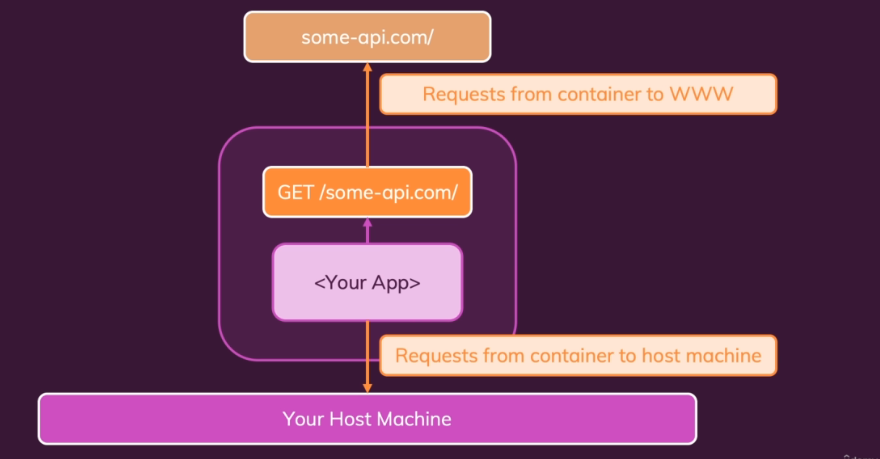 some-api.com/
Requests from container to WWW
GET /some-api.com/
<Your App>
Requests from container to host machine
Your Host Machine